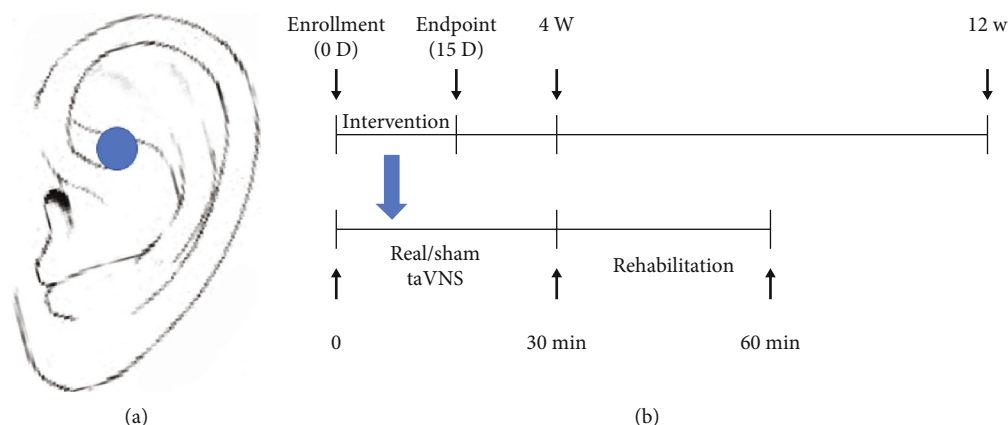 Enrollment
(0 D)
Endpoint
(15 D)
4 W
12 w
Intervention
Real/sham
taVNS
Rehabilitation
0
30 min
60 min
(a)
(b)